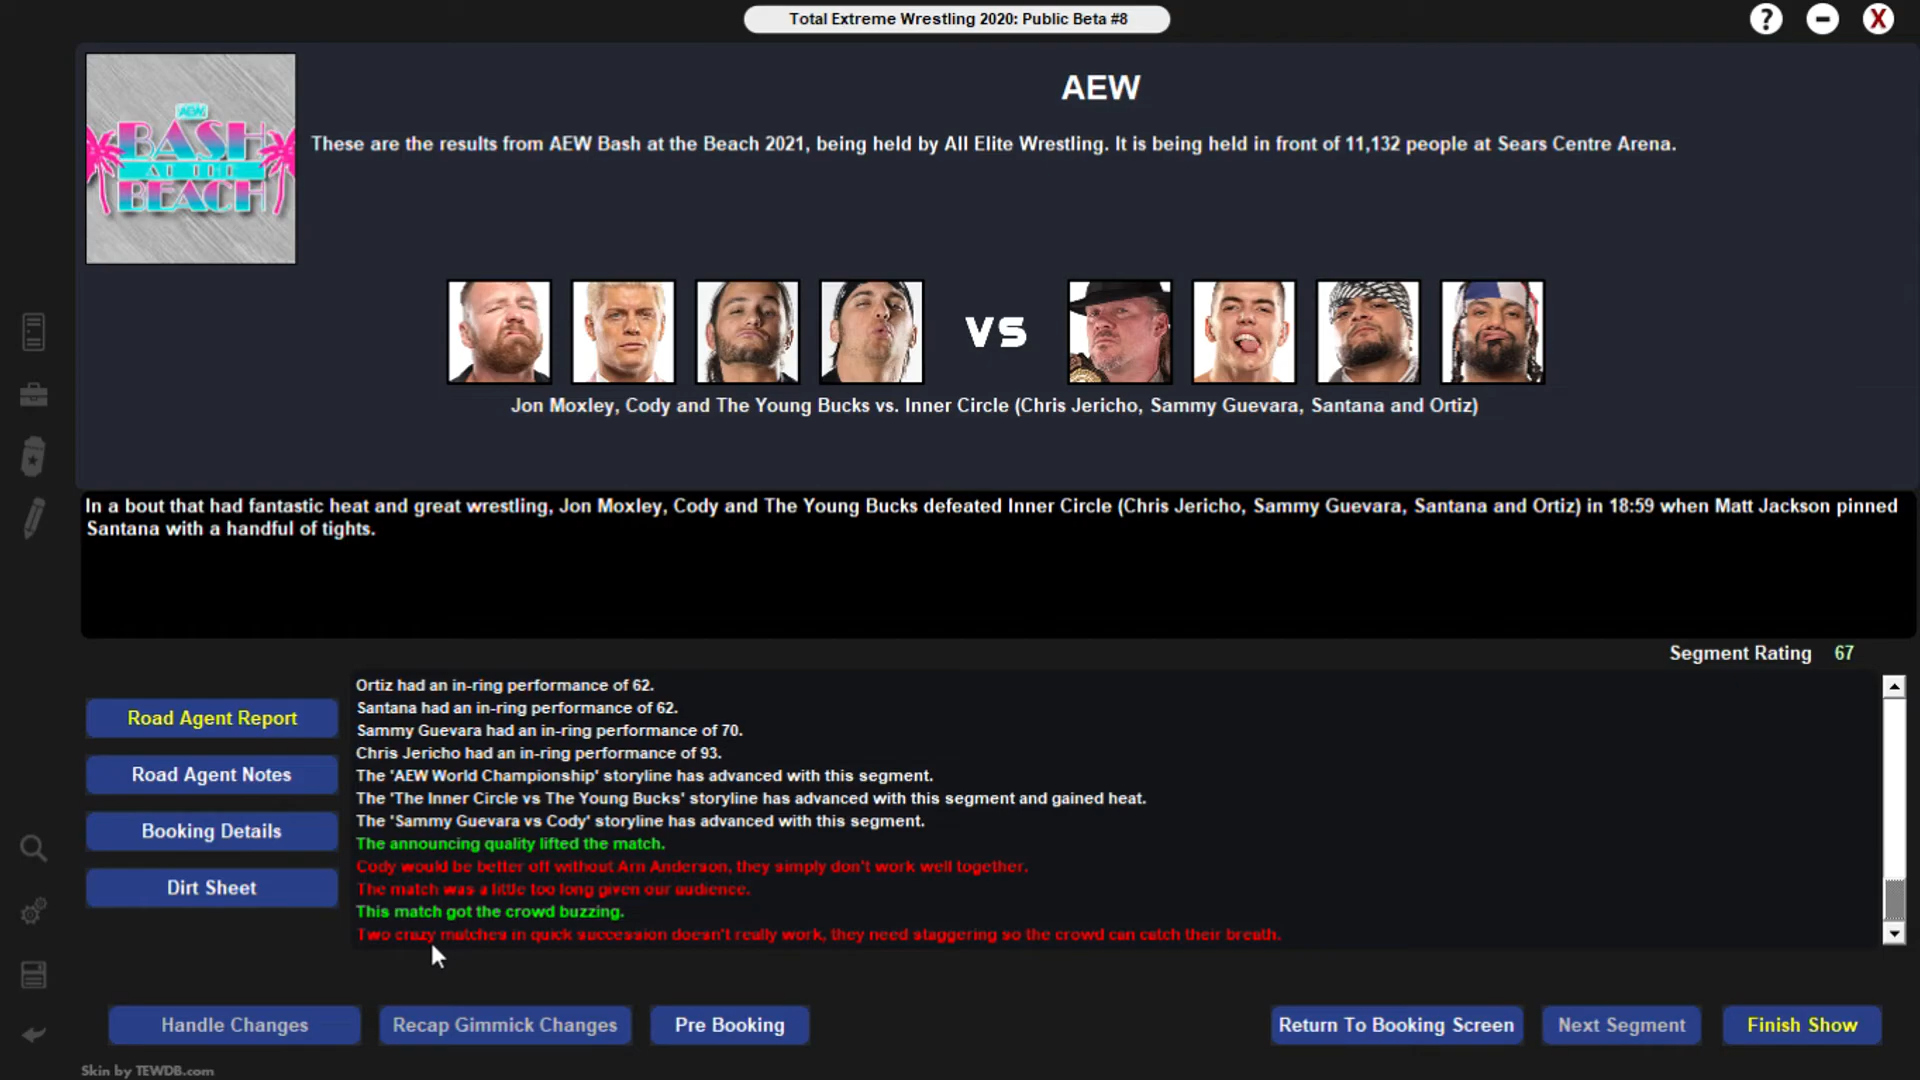 Total Extreme Wrestling 2020: Public Beta #8
?
X
AEW
AEW
BASH
AT THE
BEACH
These are the results from AEW Bash at the Beach 2021, being held by All Elite Wrestling. It is being held in front of 11,132 people at Sears Centre Arena.
VS
Jon Moxley, Cody and The Young Bucks vs. Inner Circle (Chris Jericho, Sammy Guevara, Santana and Ortiz)
In a bout that had fantastic heat and great wrestling, Jon Moxley, Cody and The Young Bucks defeated Inner Circle (Chris Jericho, Sammy Guevara, Santana and Ortiz) in 18:59 when Matt Jackson pinned
Santana with a handful of tights.
Segment Rating 67
Road Agent Report
Road Agent Notes
Booking Details
Dirt Sheet
Ortiz had an in-ring performance of 62.
Santana had an in-ring performance of 62.
Sammy Guevara had an in-ring performance of 70.
Chris Jericho had an in-ring performance of 93.
The 'AEW World Championship' storyline has advanced with this segment.
The 'The Inner Circle vs The Young Bucks' storyline has advanced with this segment and gained heat.
The 'Sammy Guevara vs Cody' storyline has advanced with this segment.
The announcing quality lifted the match.
Cody would be better off without Arn Anderson, they simply don't work well together.
The match was a little too long given our audience.
This match got the crowd buzzing.
Two crazy matches in quick succession doesn't really work, they need staggering so the crowd can catch their breath.
Handle Changes
Recap Gimmick Changes
Pre Booking
Return To Booking Screen
Next Segment
Finish Show
Skin by TEWDB.com